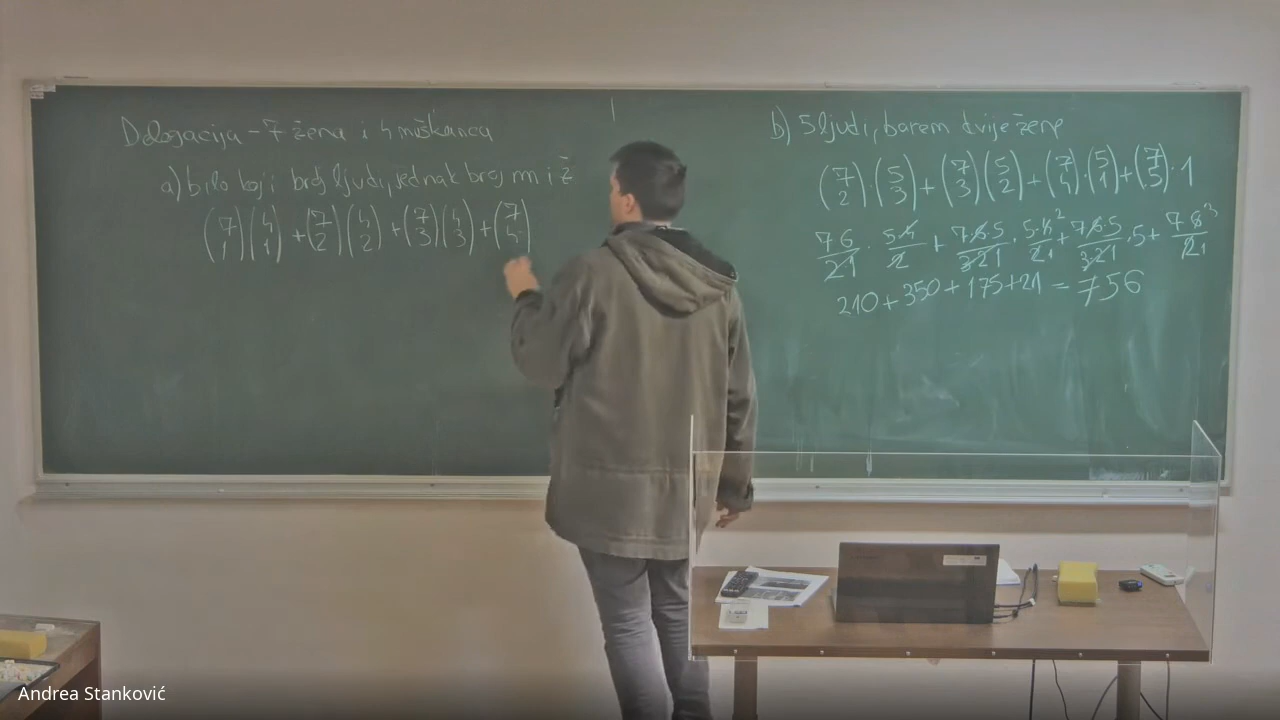 Delegacija - 7 žena i 4 muškarca
a) bilo koji broj ljudi, jednak broj m i ž
(7 1)(4 1) + (7 2)(4 2) + (7 3)(4 3) + (7 4)
b) 5 ljudi, barem dvije žene
(7 2)·(5 3) + (7 3)(5 2) + (7 4)·(5 1) + (7 5)·1
210 + 350 + 175 + 21 = 756
Andrea Stanković